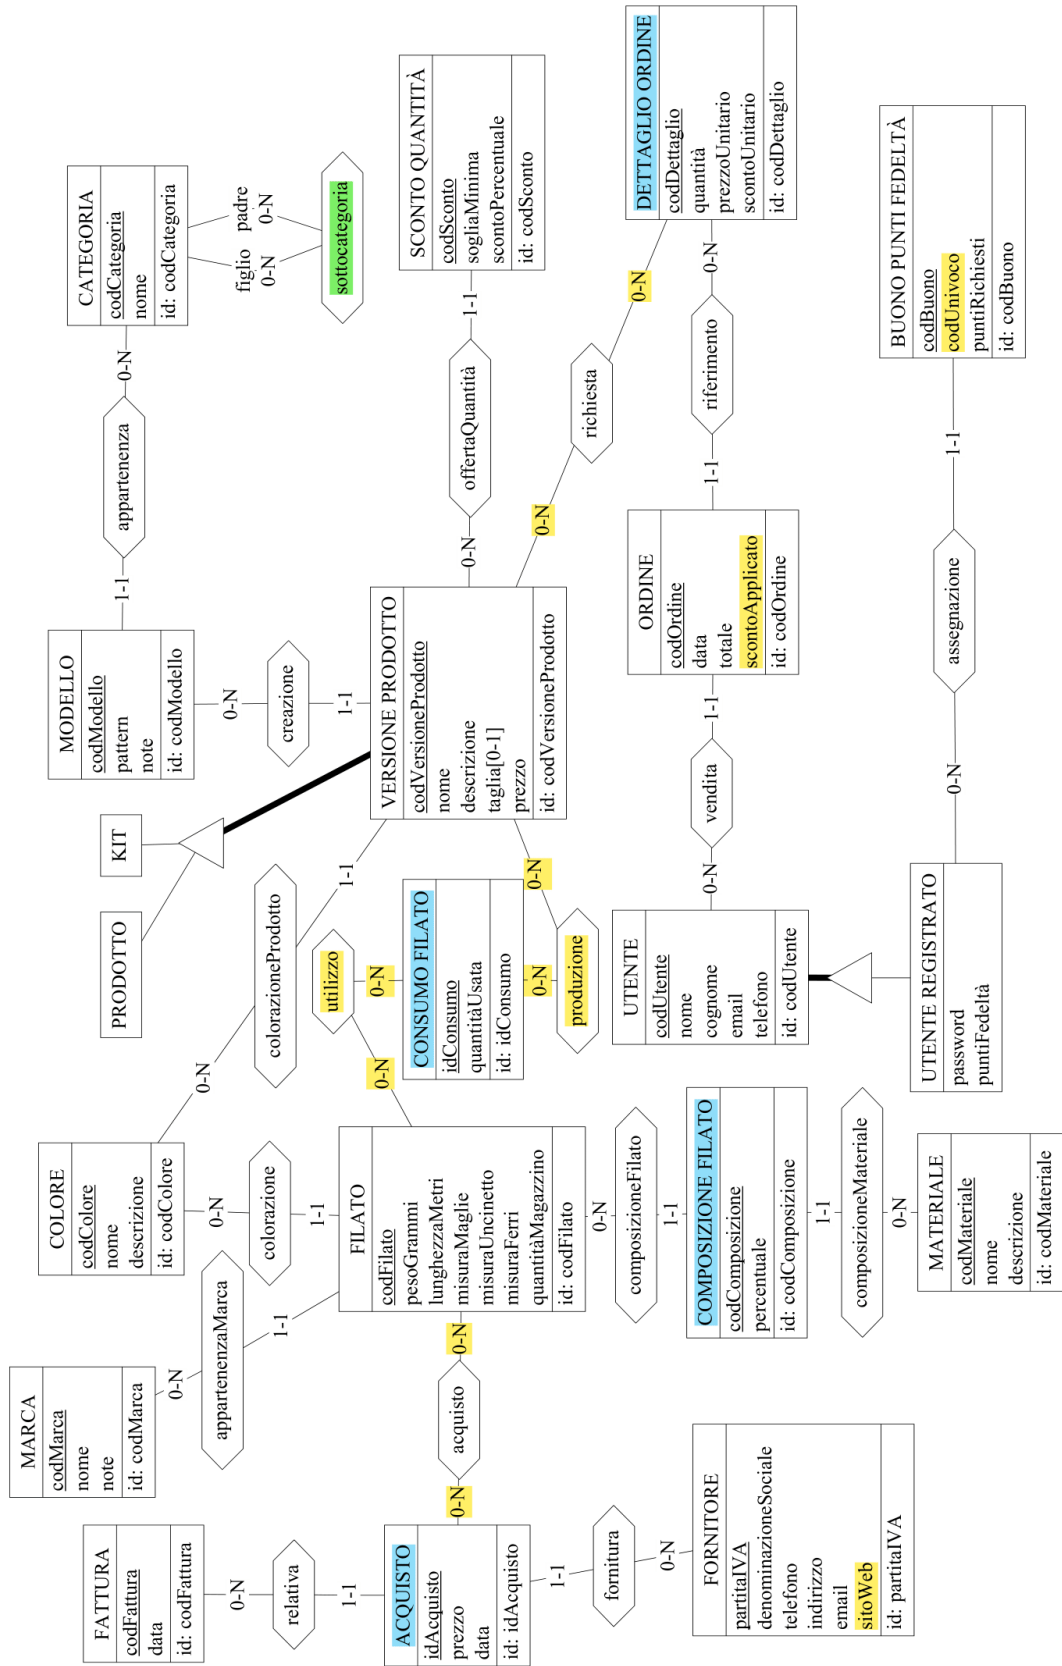 MARCA
codMarca
nome
note
id: codMarca
0-N
appartenenzaMarca
1-1
COLORE
codColore
nome
descrizione
id: codColore
0-N
colorazione
1-1
0-N
colorazioneProdotto
1-1
PRODOTTO
KIT
MODELLO
codModello
pattern
note
id: codModello
1-1
appartenenza
0-N
CATEGORIA
codCategoria
nome
id: codCategoria
figlio
0-N
padre
0-N
sottocategoria
0-N
creazione
1-1
FATTURA
codFattura
data
id: codFattura
0-N
relativa
1-1
ACQUISTO
idAcquisto
prezzo
data
id: idAcquisto
0-N
acquisto
0-N
FILATO
codFilato
pesoGrammi
lunghezzaMetri
misuraMaglie
misuraUncinetto
misuraFerri
quantitàMagazzino
id: codFilato
0-N
utilizzo
0-N
CONSUMO FILATO
idConsumo
quantitàUsata
id: idConsumo
0-N
produzione
0-N
VERSIONE PRODOTTO
codVersioneProdotto
nome
descrizione
taglia[0-1]
prezzo
id: codVersioneProdotto
0-N
offertaQuantità
1-1
SCONTO QUANTITÀ
codSconto
sogliaMinima
scontoPercentuale
id: codSconto
0-N
richiesta
0-N
1-1
fornitura
0-N
FORNITORE
partitaIVA
denominazioneSociale
telefono
indirizzo
email
sitoWeb
id: partitaIVA
0-N
composizioneFilato
1-1
COMPOSIZIONE FILATO
codComposizione
percentuale
id: codComposizione
1-1
composizioneMateriale
0-N
MATERIALE
codMateriale
nome
descrizione
id: codMateriale
UTENTE
codUtente
nome
cognome
email
telefono
id: codUtente
0-N
vendita
1-1
ORDINE
codOrdine
data
totale
scontoApplicato
id: codOrdine
1-1
riferimento
0-N
DETTAGLIO ORDINE
codDettaglio
quantità
prezzoUnitario
scontoUnitario
id: codDettaglio
UTENTE REGISTRATO
password
puntiFedeltà
0-N
assegnazione
1-1
BUONO PUNTI FEDELTÀ
codBuono
codUnivoco
puntiRichiesti
id: codBuono